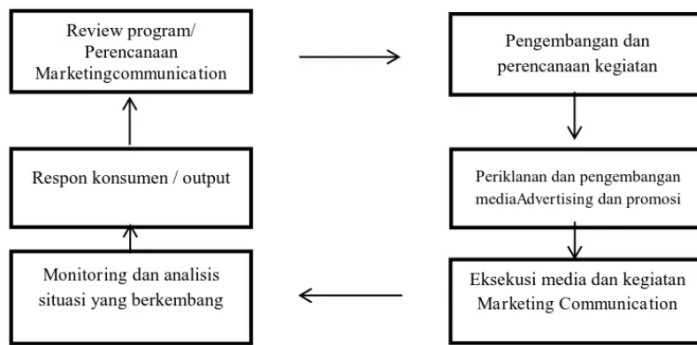 Review program/
Perencanaan
Marketingcommunication
Pengembangan dan
perencanaan kegiatan
Respon konsumen / output
Periklanan dan pengembangan
mediaAdvertising dan promosi
Monitoring dan analisis
situasi yang berkembang
Eksekusi media dan kegiatan
Marketing Communication